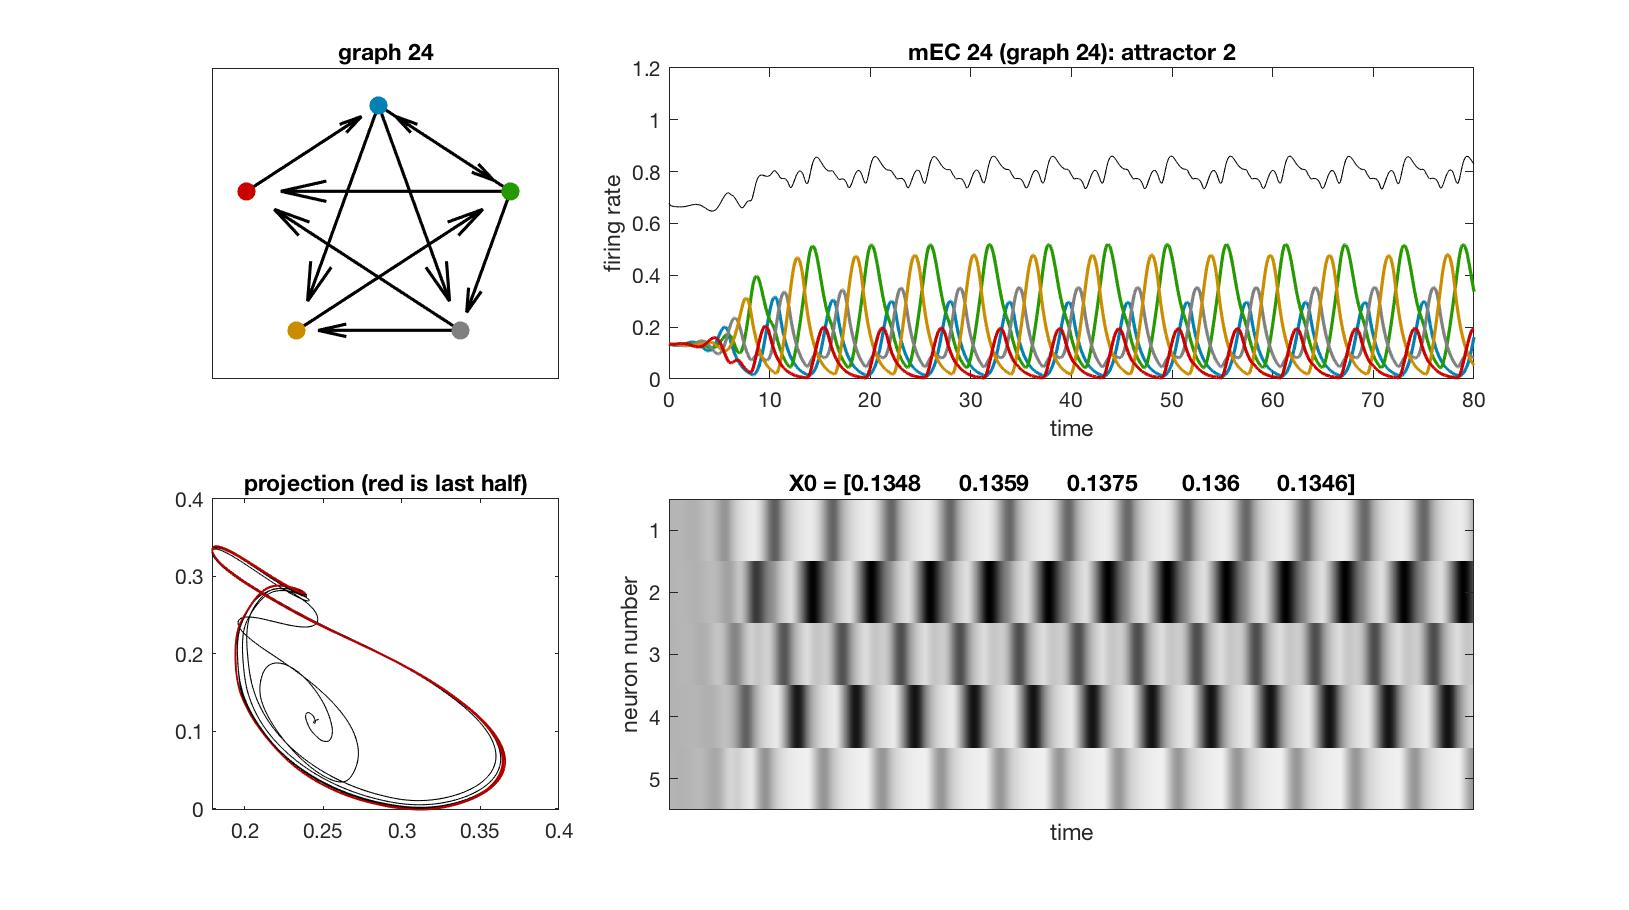 graph 24
mEC 24 (graph 24): attractor 2
1.2
1
0.8
0.6
0.4
0.2
0
firing rate
0 10 20 30 40 50 60 70 80
time
projection (red is last half)
0.4
0.3
0.2
0.1
0
0.2 0.25 0.3 0.35 0.4
X0 = [0.1348 0.1359 0.1375 0.136 0.1346]
1
2
3
4
5
neuron number
time